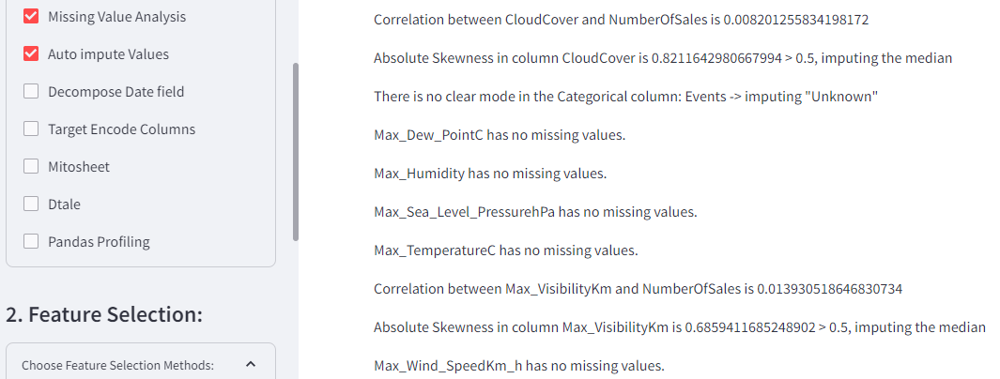 Missing Value Analysis
Auto impute Values
Decompose Date field
Target Encode Columns
Mitosheet
Dtale
Pandas Profiling
2. Feature Selection:
Choose Feature Selection Methods:
Correlation between CloudCover and NumberOfSales is 0.008201255834198172
Absolute Skewness in column CloudCover is 0.8211642980667994 > 0.5, imputing the median
There is no clear mode in the Categorical column: Events -> imputing "Unknown"
Max_Dew_PointC has no missing values.
Max_Humidity has no missing values.
Max_Sea_Level_PressurehPa has no missing values.
Max_TemperatureC has no missing values.
Correlation between Max_VisibilityKm and NumberOfSales is 0.013930518646830734
Absolute Skewness in column Max_VisibilityKm is 0.6859411685248902 > 0.5, imputing the median
Max_Wind_SpeedKm_h has no missing values.